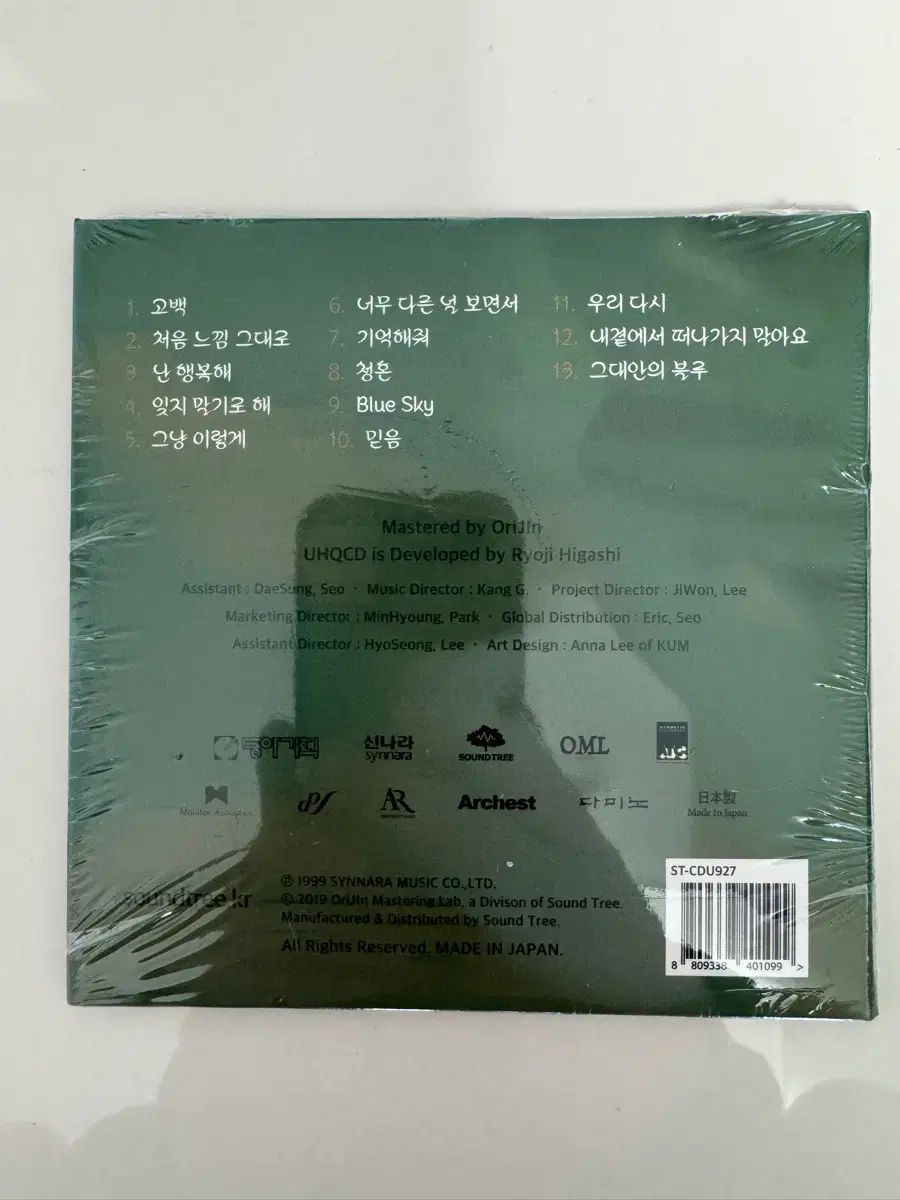 1. 고백
2. 처음 느낌 그대로
3. 난 행복해
4. 잊지 말기로 해
5. 그냥 이렇게
6. 너무 다른 널 보면서
7. 기억해줘
8. 청혼
9. Blue Sky
10. 믿음
11. 우리 다시
12. 내곁에서 떠나가지 말아요
13. 그대안의 블루
Mastered by OriJin
UHQCD is Developed by Ryoji Higashi
Assistant : DaeSung, Seo · Music Director : Kang G. · Project Director : JiWon, Lee
Marketing Director : MinHyoung, Park · Global Distribution : Eric, Seo
Assistant Director : HyoSeong, Lee · Art Design : Anna Lee of KUM
신나라
synnara
SOUNDTREE
OML
Monitor Acoustics
AR
Archest
다미노
日本製
Made In Japan
soundtree kr
℗ 1999 SYNNARA MUSIC CO.,LTD.
©.2019 OriJIn Mastering Lab, a Divison of Sound Tree.
Manufactured & Distributed by Sound Tree.
All Rights Reserved. MADE IN JAPAN.
ST-CDU927
8 809338 401099 >